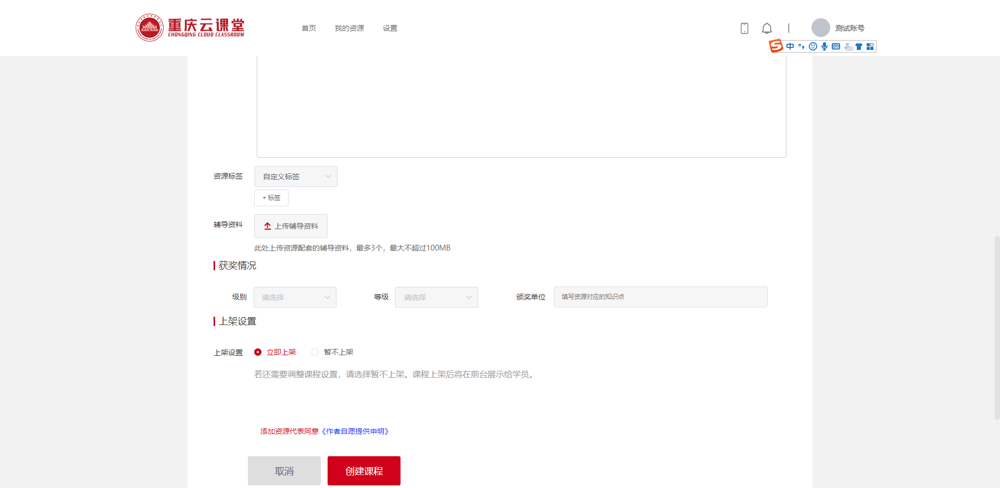 重庆云课堂
CHONGQING CLOUD CLASSROOM
首页 我的资源 设置
测试账号
中
资源标签 自定义标签
+ 标签
辅导资料 上传辅导资料
此处上传资源配套的辅导资料，最多3个，最大不超过100MB
获奖情况
级别 请选择 等级 请选择 颁奖单位 填写资源对应的知识点
上架设置
上架设置 立即上架 暂不上架
若还需要调整课程设置，请选择暂不上架。课程上架后将在前台展示给学员。
添加资源代表同意《作者自愿提供申明》
取消 创建课程